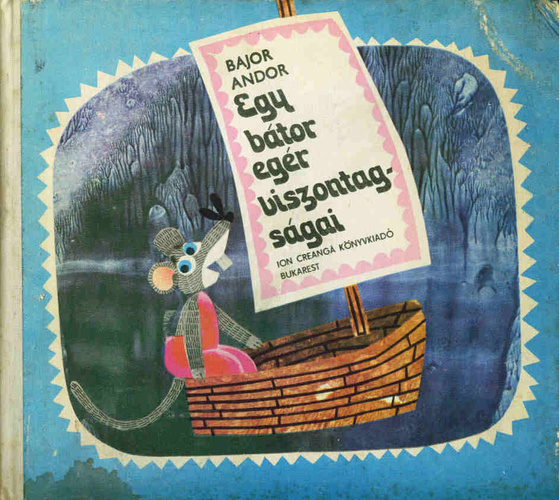 BAJOR
ANDOR
Egy
bátor
egér
viszontag-
ságai
ION CREANGĂ KÖNYVKIADÓ
BUKAREST